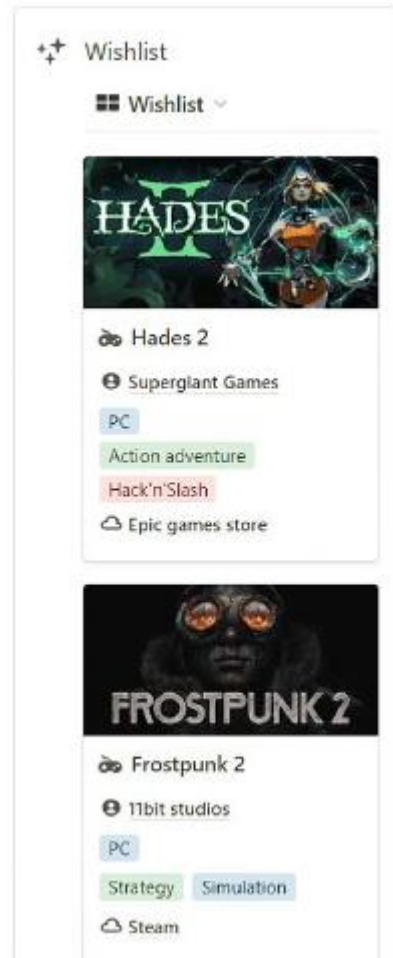 Wishlist
Wishlist
HADES
II
Hades 2
Supergiant Games
PC
Action adventure
Hack'n'Slash
Epic games store
FROSTPUNK 2
Frostpunk 2
11bit studios
PC
Strategy Simulation
Steam